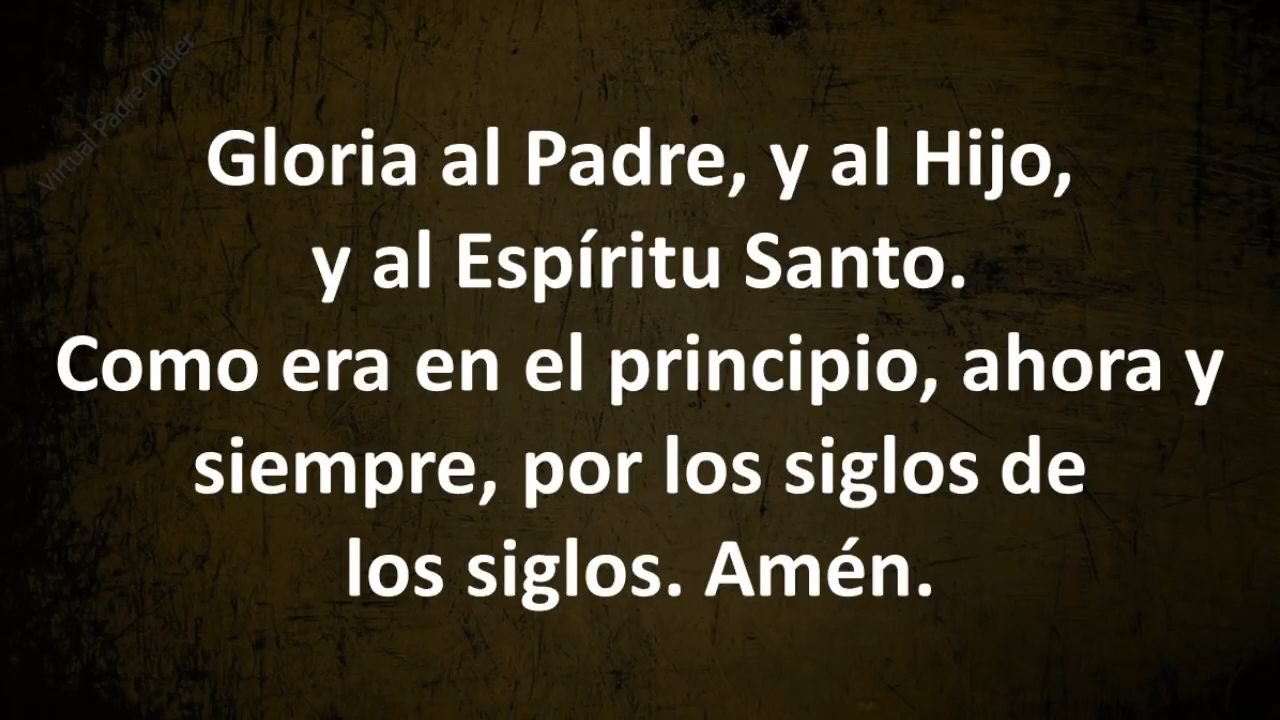 Virtual Padre Didier
Gloria al Padre, y al Hijo,
y al Espíritu Santo.
Como era en el principio, ahora y
siempre, por los siglos de
los siglos. Amén.